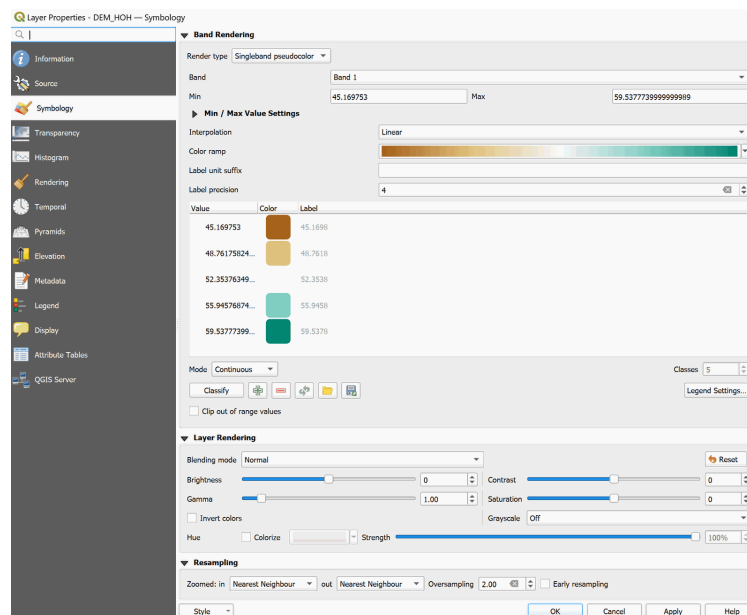 Layer Properties - DEM_HOH — Symbology
Information
Source
Symbology
Transparency
Histogram
Rendering
Temporal
Pyramids
Elevation
Metadata
Legend
Display
Attribute Tables
QGIS Server
Band Rendering
Render type Singleband pseudocolor
Band Band 1
Min 45.169753 Max 59.5377739999999989
Min / Max Value Settings
Interpolation Linear
Color ramp
Label unit suffix
Label precision 4
Value Color Label
45.169753 45.1698
48.76175824... 48.7618
52.35376349... 52.3538
55.94576874... 55.9458
59.53777399... 59.5378
Mode Continuous Classes 5
Classify Legend Settings...
Clip out of range values
Layer Rendering
Blending mode Normal Reset
Brightness 0 Contrast 0
Gamma 1.00 Saturation 0
Invert colors Grayscale Off
Hue Colorize Strength 100%
Resampling
Zoomed: in Nearest Neighbour out Nearest Neighbour Oversampling 2.00 Early resampling
Style OK Cancel Apply Help